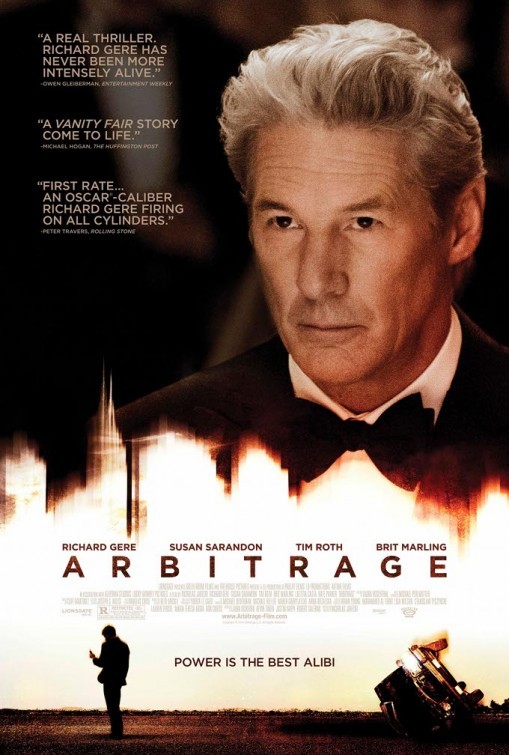 "A REAL THRILLER.
RICHARD GERE HAS
NEVER BEEN MORE
INTENSELY ALIVE."
-OWEN GLEIBERMAN, ENTERTAINMENT WEEKLY
"A VANITY FAIR STORY
COME TO LIFE."
-MICHAEL HOGAN, THE HUFFINGTON POST
"FIRST RATE...
AN OSCAR®-CALIBER
RICHARD GERE FIRING
ON ALL CYLINDERS."
-PETER TRAVERS, ROLLING STONE
RICHARD GERE SUSAN SARANDON TIM ROTH BRIT MARLING
ARBITRAGE
LIONSGATE R
www.Arbitrage-Film.com
POWER IS THE BEST ALIBI